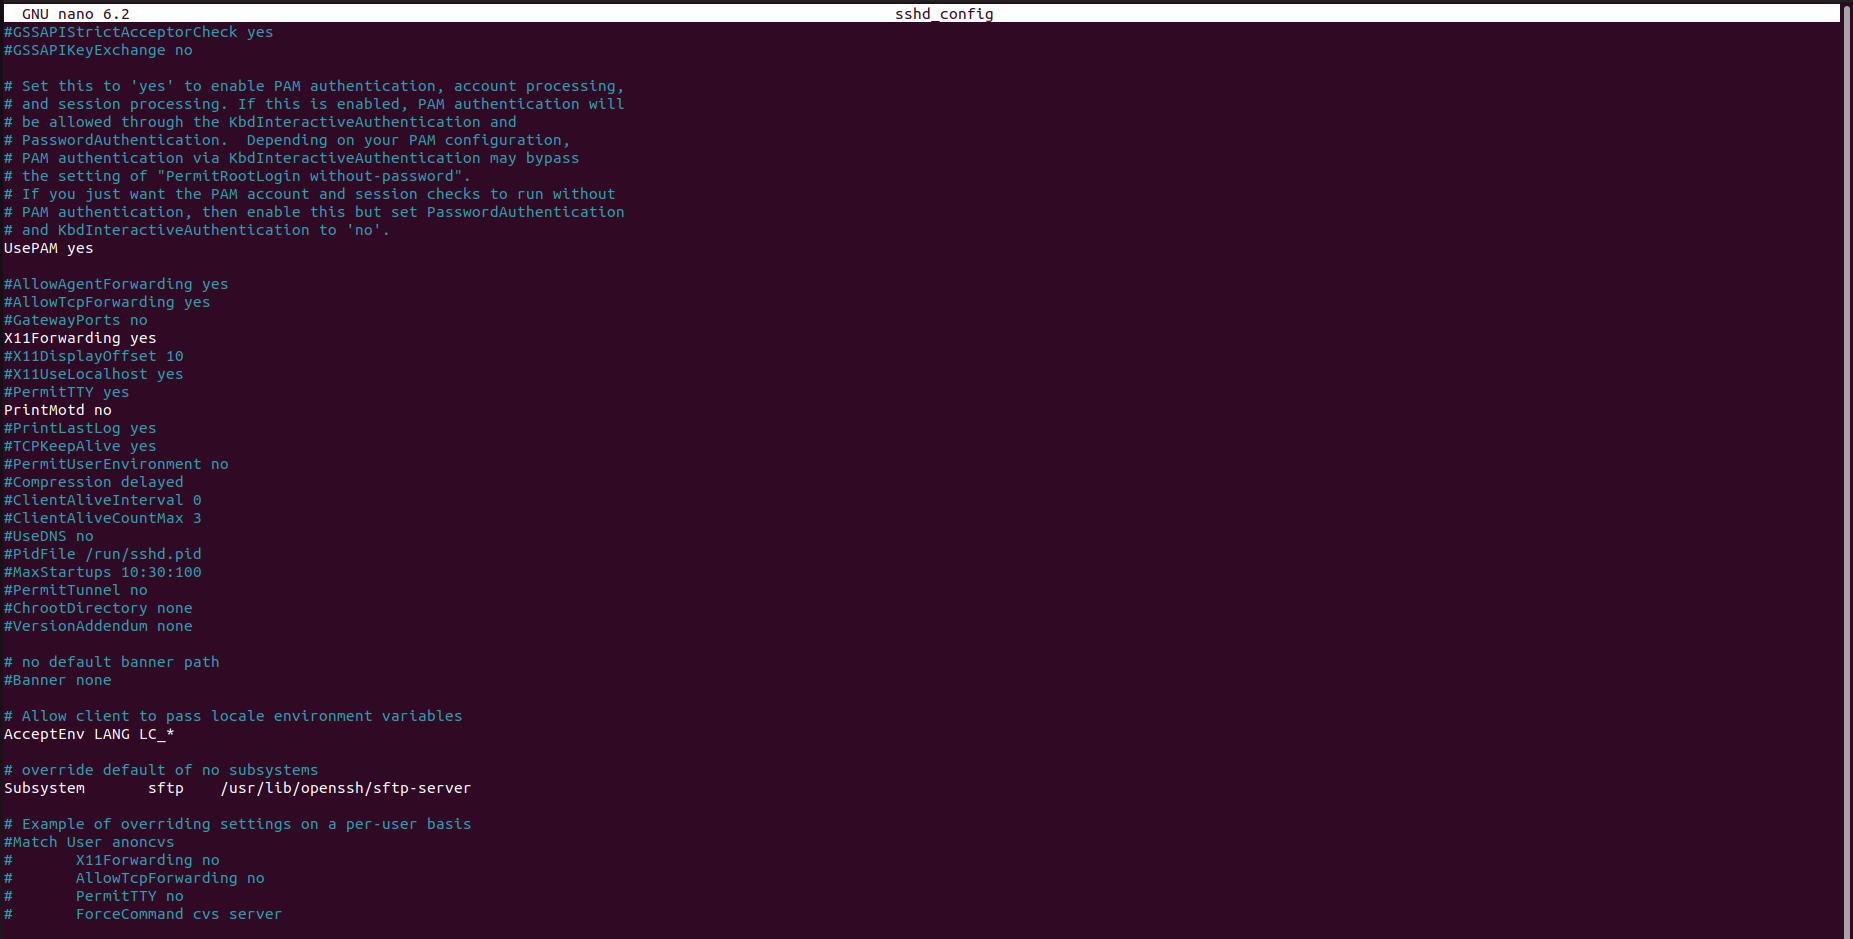 GNU nano 6.2 sshd_config
#GSSAPIStrictAcceptorCheck yes
#GSSAPIKeyExchange no

# Set this to 'yes' to enable PAM authentication, account processing,
# and session processing. If this is enabled, PAM authentication will
# be allowed through the KbdInteractiveAuthentication and
# PasswordAuthentication.  Depending on your PAM configuration,
# PAM authentication via KbdInteractiveAuthentication may bypass
# the setting of "PermitRootLogin without-password".
# If you just want the PAM account and session checks to run without
# PAM authentication, then enable this but set PasswordAuthentication
# and KbdInteractiveAuthentication to 'no'.
UsePAM yes

#AllowAgentForwarding yes
#AllowTcpForwarding yes
#GatewayPorts no
X11Forwarding yes
#X11DisplayOffset 10
#X11UseLocalhost yes
#PermitTTY yes
PrintMotd no
#PrintLastLog yes
#TCPKeepAlive yes
#PermitUserEnvironment no
#Compression delayed
#ClientAliveInterval 0
#ClientAliveCountMax 3
#UseDNS no
#PidFile /run/sshd.pid
#MaxStartups 10:30:100
#PermitTunnel no
#ChrootDirectory none
#VersionAddendum none

# no default banner path
#Banner none

# Allow client to pass locale environment variables
AcceptEnv LANG LC_*

# override default of no subsystems
Subsystem       sftp    /usr/lib/openssh/sftp-server

# Example of overriding settings on a per-user basis
#Match User anoncvs
#       X11Forwarding no
#       AllowTcpForwarding no
#       PermitTTY no
#       ForceCommand cvs server